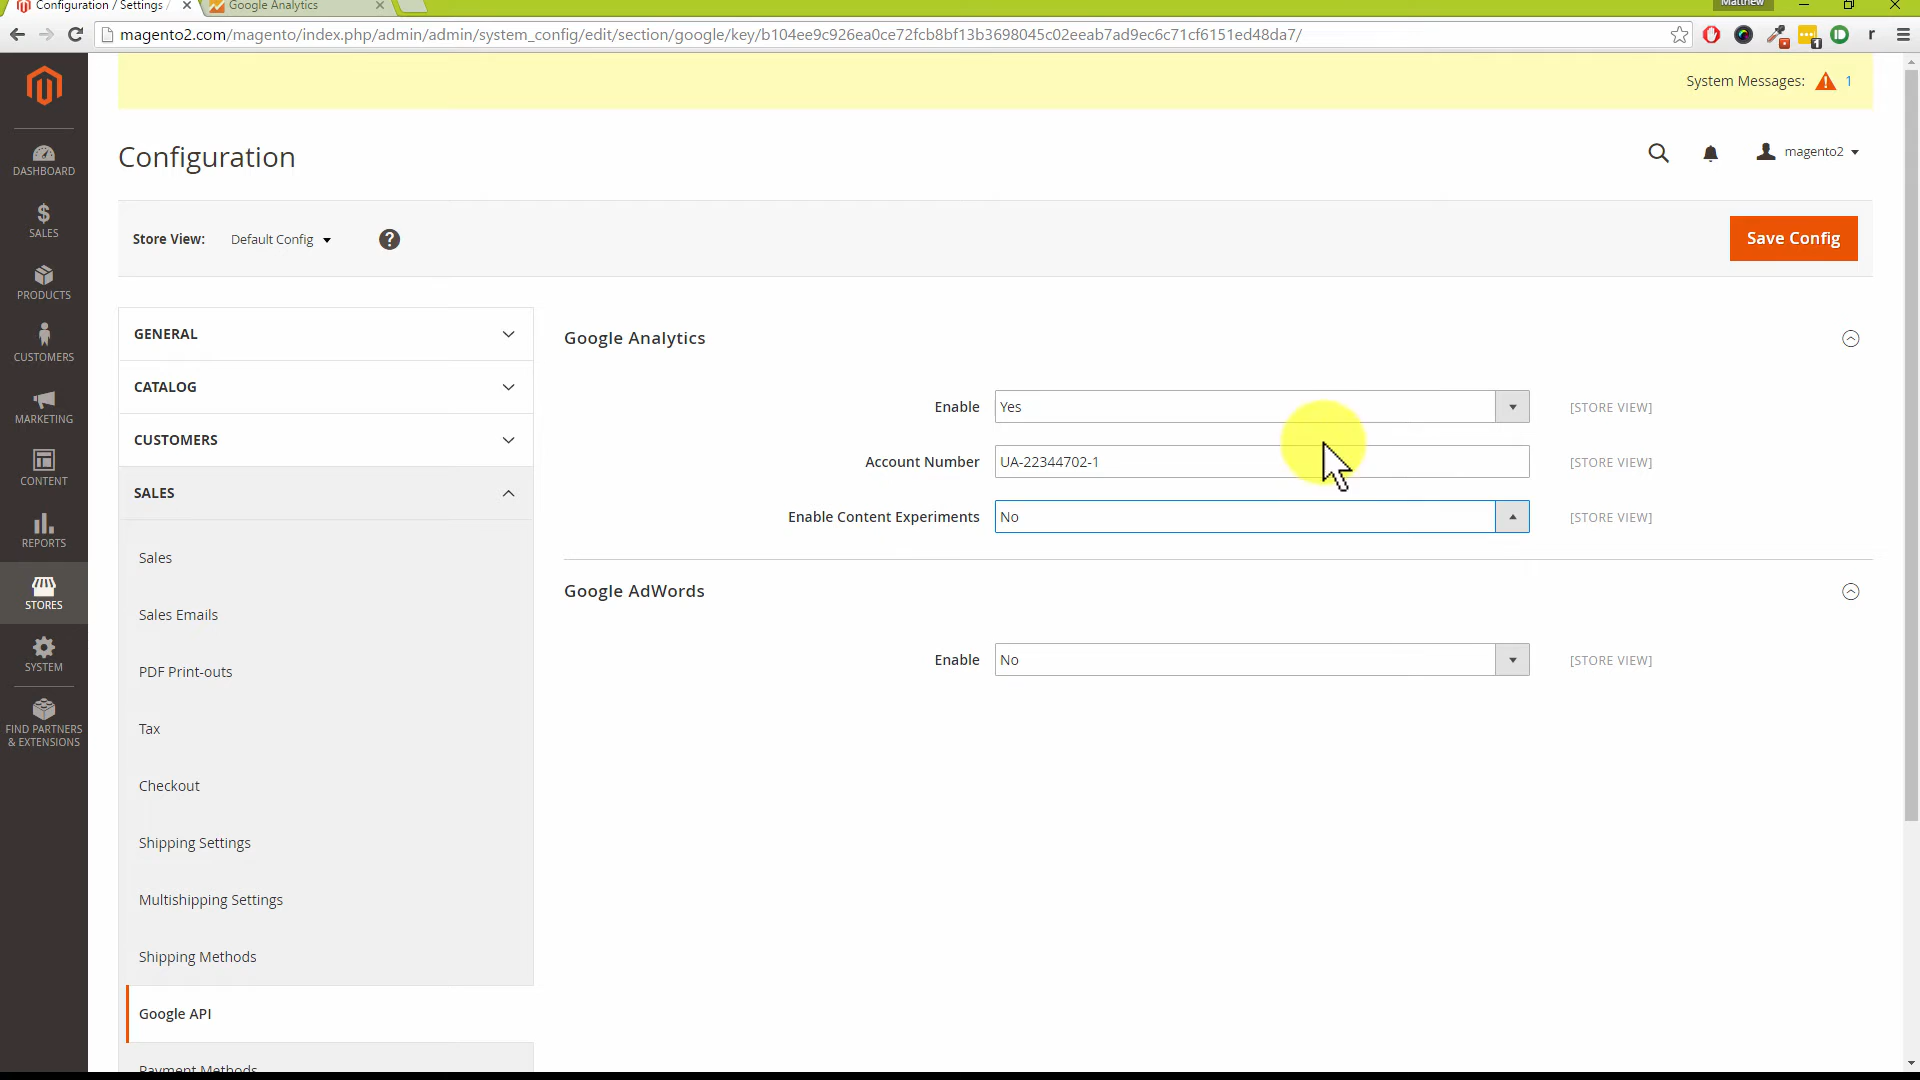 Configuration / Settings /
Google Analytics
Matthew
magento2.com/magento/index.php/admin/admin/system_config/edit/section/google/key/b104ee9c926ea0ce72fcb8bf13b3698045c02eeab7ad9ec6c71cf6151ed48da7/
1
r
System Messages: 1
Configuration
magento2
Store View: Default Config ?
Save Config
DASHBOARD
SALES
PRODUCTS
CUSTOMERS
MARKETING
CONTENT
REPORTS
STORES
SYSTEM
FIND PARTNERS
& EXTENSIONS
GENERAL
CATALOG
CUSTOMERS
SALES
Sales
Sales Emails
PDF Print-outs
Tax
Checkout
Shipping Settings
Multishipping Settings
Shipping Methods
Google API
Payment Methods
Google Analytics
Enable Yes [STORE VIEW]
Account Number UA-22344702-1 [STORE VIEW]
Enable Content Experiments No [STORE VIEW]
Google AdWords
Enable No [STORE VIEW]